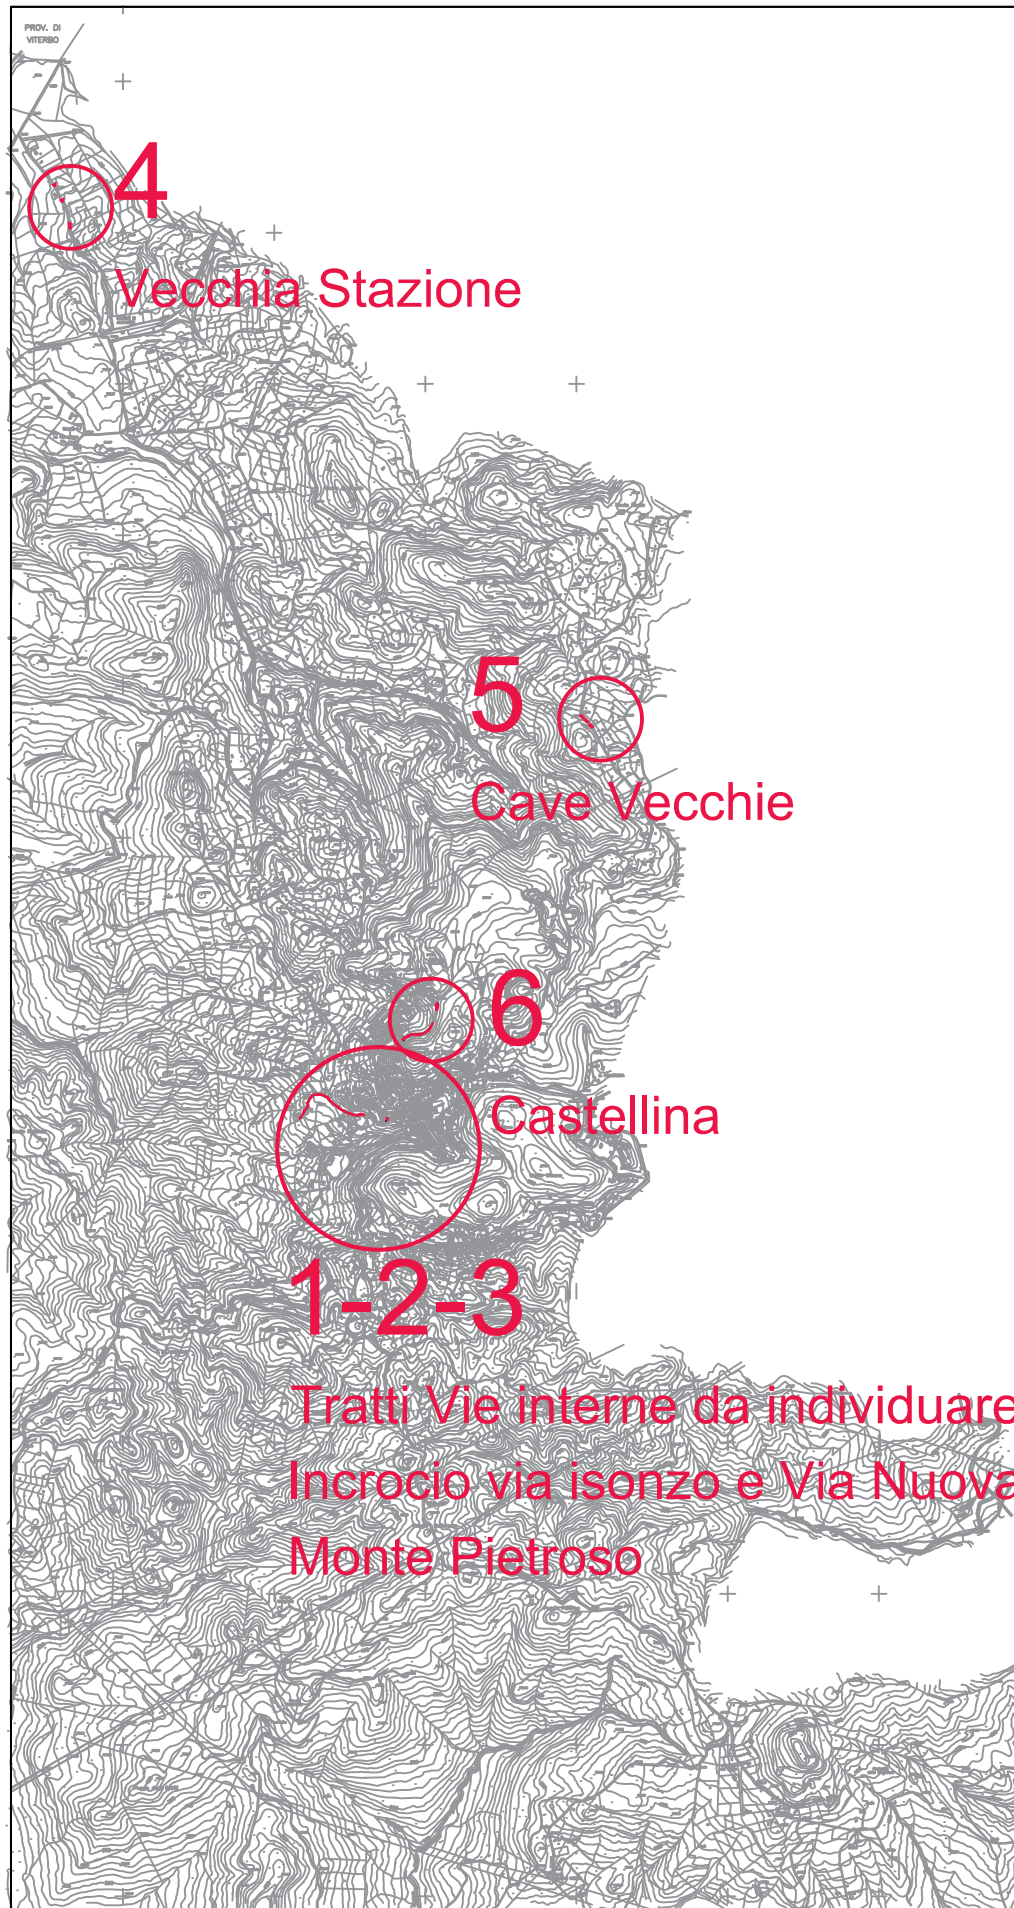 PROV. DI
VITERBO
4
Vecchia Stazione
5
Cave Vecchie
6
Castellina
1-2-3
Tratti Vie interne da individuare
Incrocio via isonzo e Via Nuova
Monte Pietroso